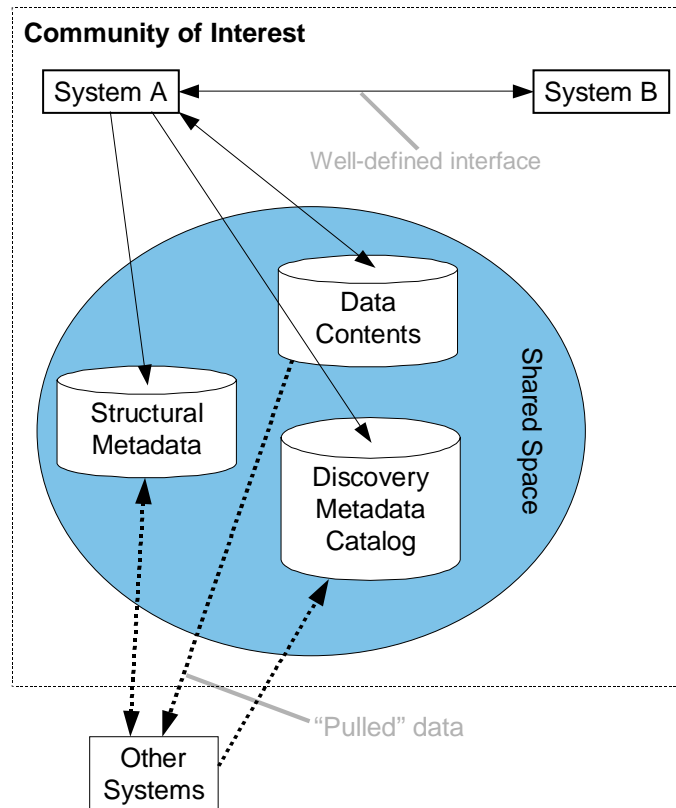 Community of Interest
System A
System B
Well-defined interface
Data
Contents
Shared Space
Structural
Metadata
Discovery
Metadata
Catalog
“Pulled” data
Other
Systems